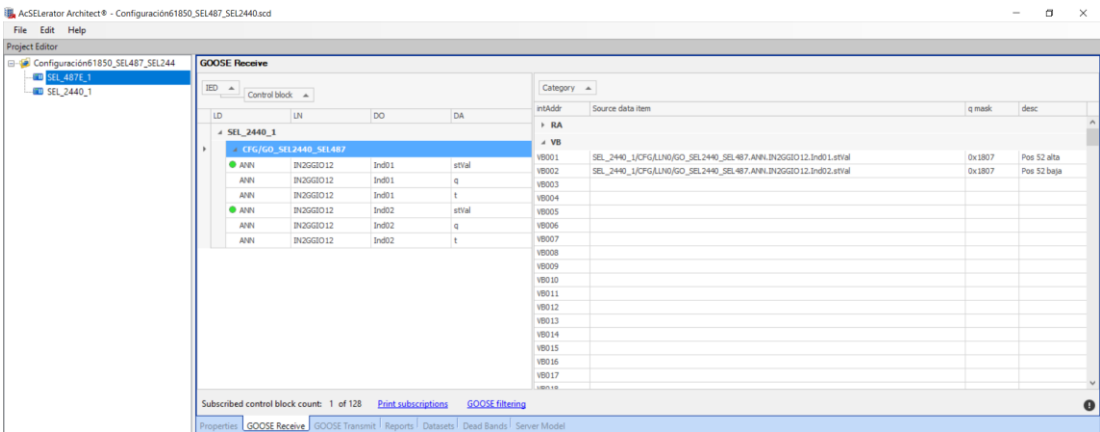 AcSELerator Architect® - Configuración61850_SEL487_SEL2440.scd
File Edit Help
Project Editor
Configuración61850_SEL487_SEL244
SEL_487E_1
SEL_2440_1
GOOSE Receive
IED
Control block
LD LN DO DA
SEL_2440_1
CFG/GO_SEL2440_SEL487
ANN IN2GGIO12 Ind01 stVal
ANN IN2GGIO12 Ind01 q
ANN IN2GGIO12 Ind01 t
ANN IN2GGIO12 Ind02 stVal
ANN IN2GGIO12 Ind02 q
ANN IN2GGIO12 Ind02 t
Category
intAddr Source data item q mask desc
RA
VB
VB001 SEL_2440_1/CFG/LLN0/GO_SEL2440_SEL487.ANN.IN2GGIO12.Ind01.stVal 0x1807 Pos 52 alta
VB002 SEL_2440_1/CFG/LLN0/GO_SEL2440_SEL487.ANN.IN2GGIO12.Ind02.stVal 0x1807 Pos 52 baja
VB003
VB004
VB005
VB006
VB007
VB008
VB009
VB010
VB011
VB012
VB013
VB014
VB015
VB016
VB017
VB018
Subscribed control block count: 1 of 128 Print subscriptions GOOSE filtering
Properties GOOSE Receive GOOSE Transmit Reports Datasets Dead Bands Server Model